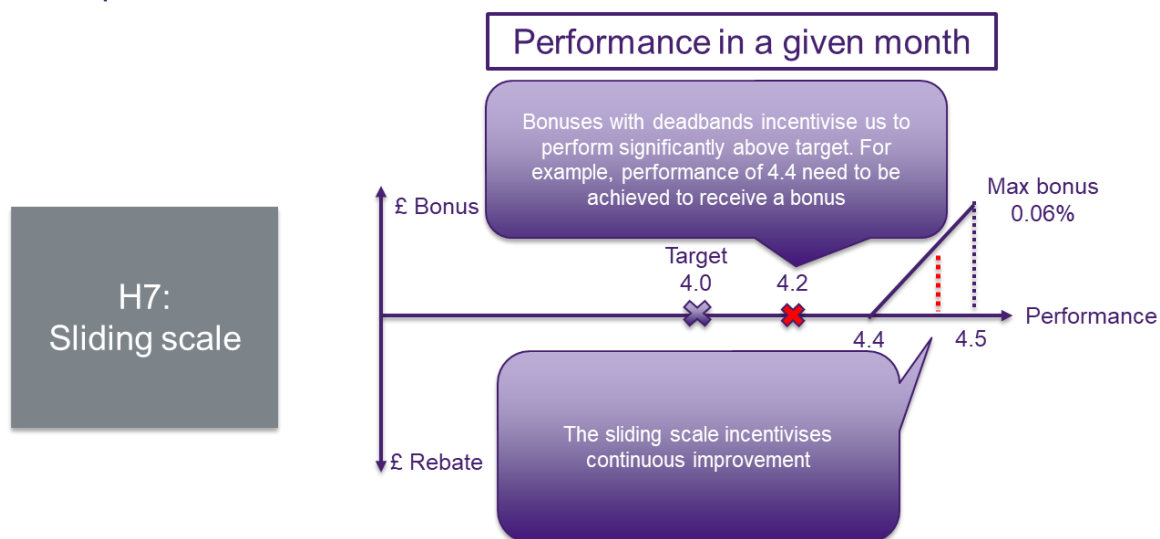 Performance in a given month
Bonuses with deadbands incentivise us to
perform significantly above target. For
example, performance of 4.4 need to be
achieved to receive a bonus
Max bonus
0.06%
£ Bonus
Target
4.0
4.2
H7:
Sliding scale
Performance
4.4
4.5
The sliding scale incentivises
continuous improvement
£ Rebate